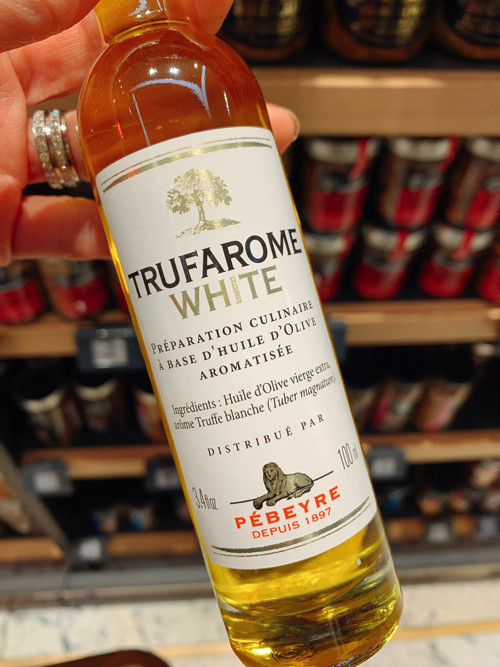 TRUFAROME
WHITE
PRÉPARATION CULINAIRE
À BASE D'HUILE D'OLIVE
AROMATISÉE
Ingrédients : Huile d'Olive vierge extra,
arôme Truffe blanche (Tuber magnatum)
DISTRIBUÉ PAR
3.4 fl oz
100 ml
PÉBEYRE
DEPUIS 1897